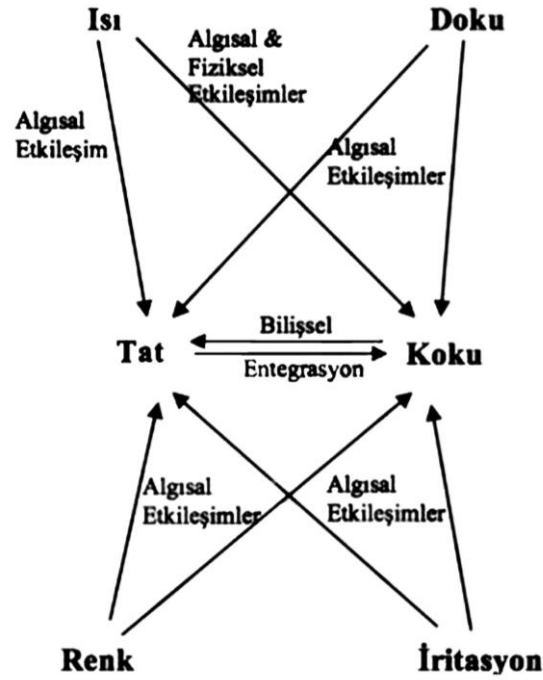 Isı
Doku
Algısal &
Fiziksel
Etkileşimler
Algısal
Etkileşim
Algısal
Etkileşimler
Bilişsel
Tat
Koku
Entegrasyon
Algısal
Etkileşimler
Algısal
Etkileşimler
Renk
İritasyon